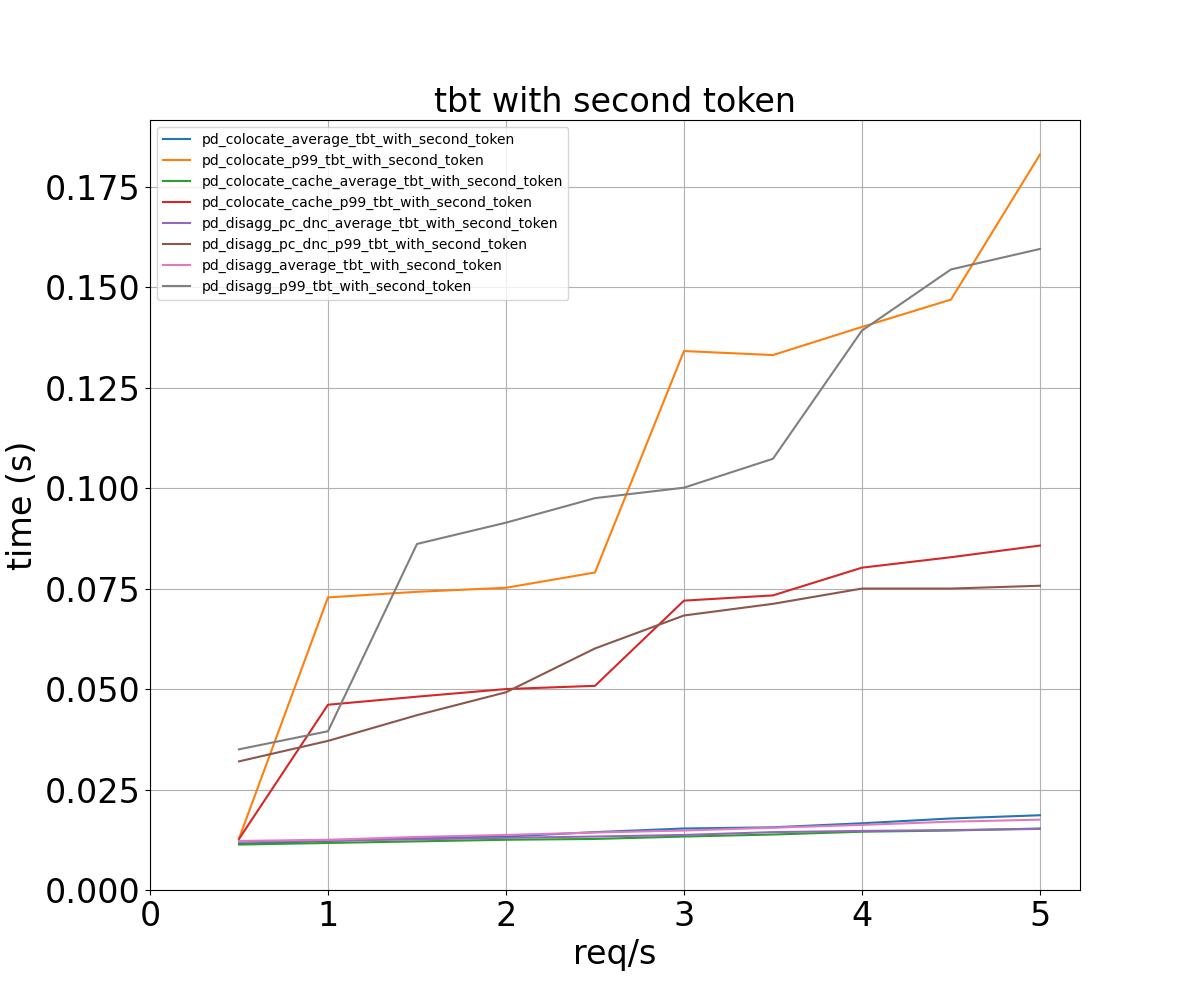 tbt with second token
pd_colocate_average_tbt_with_second_token
pd_colocate_p99_tbt_with_second_token
pd_colocate_cache_average_tbt_with_second_token
pd_colocate_cache_p99_tbt_with_second_token
pd_disagg_pc_dnc_average_tbt_with_second_token
pd_disagg_pc_dnc_p99_tbt_with_second_token
pd_disagg_average_tbt_with_second_token
pd_disagg_p99_tbt_with_second_token
0.175
0.150
0.125
0.100
0.075
0.050
0.025
0.000
time (s)
0 1 2 3 4 5
req/s